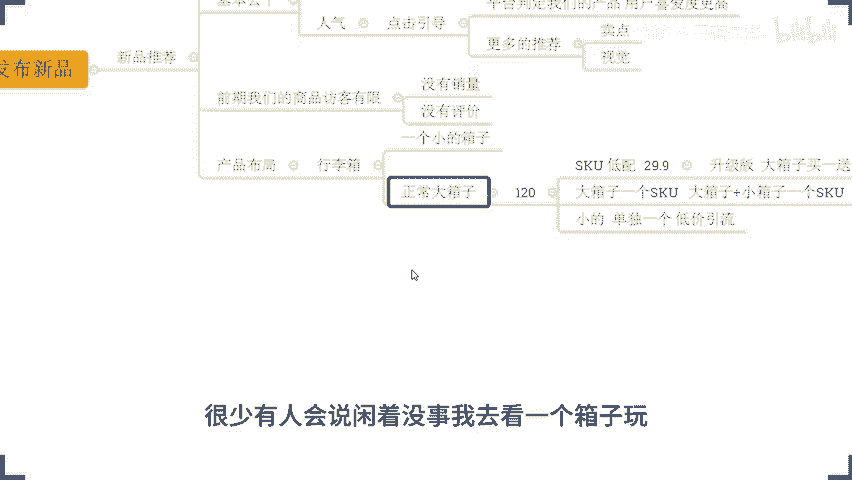 人气
点击引导
平台判定我们的产品 用户喜爱度更高
更多的推荐
卖点
视觉
发布新品
新品推荐
前期我们的商品访客有限
没有销量
没有评价
产品布局
行李箱
一个小的箱子
正常大箱子
120
SKU 低配 29.9
升级版 大箱子买一送
大箱子一个SKU 大箱子+小箱子一个SKU
小的 单独一个 低价引流
bilibili
很少有人会说闲着没事我去看一个箱子玩